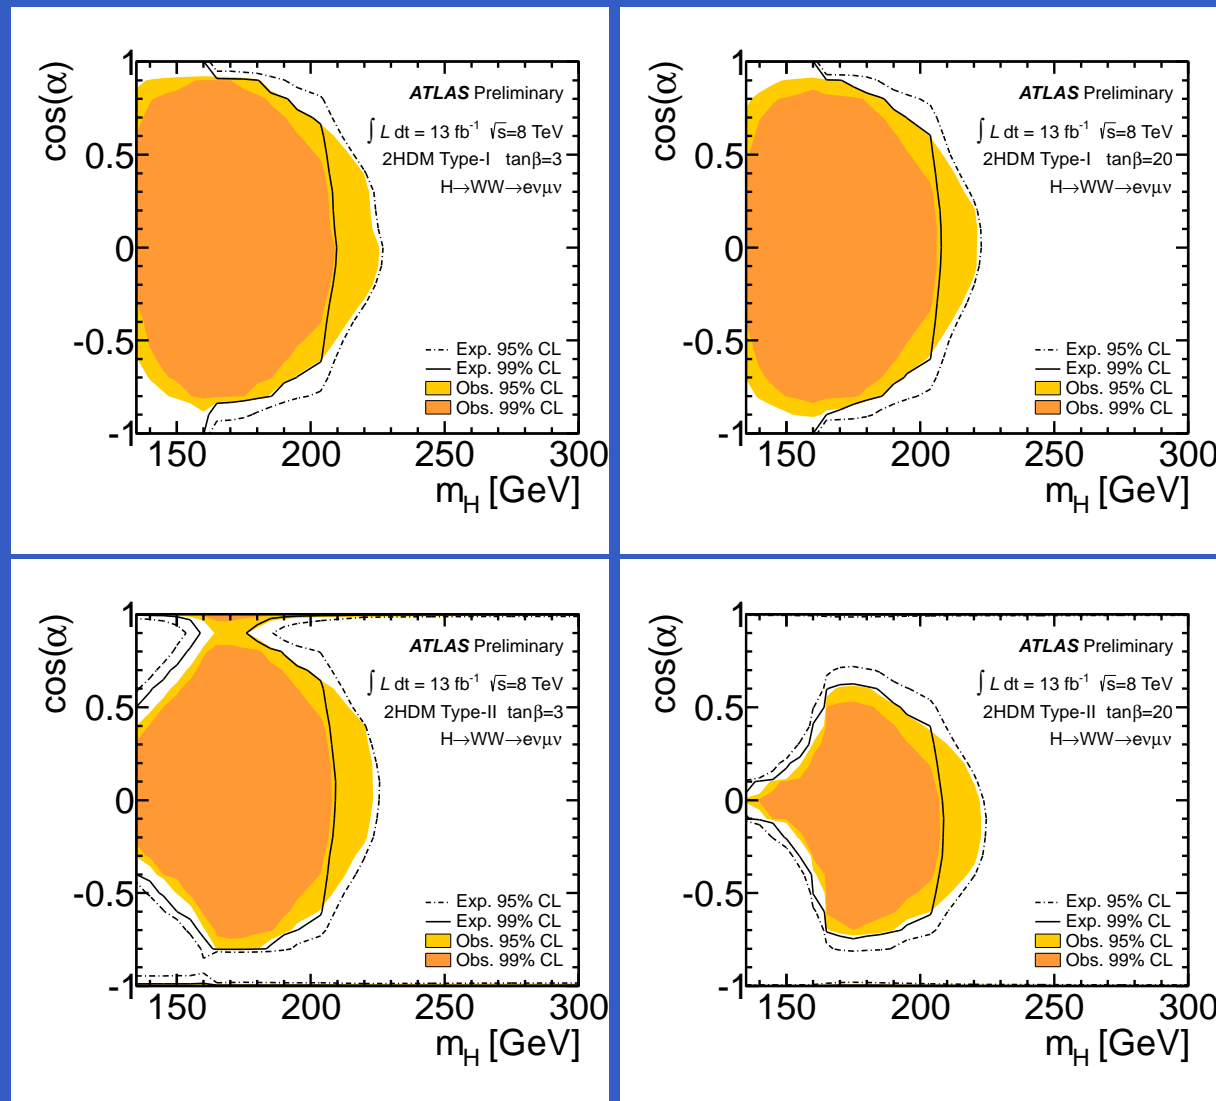 cos(α)
1
0.5
0
-0.5
-1
ATLAS Preliminary
∫ L dt = 13 fb⁻¹ √s=8 TeV
2HDM Type-I tanβ=3
H→WW→eνμν
Exp. 95% CL
Exp. 99% CL
Obs. 95% CL
Obs. 99% CL
150 200 250 300
m_H [GeV]
cos(α)
1
0.5
0
-0.5
-1
ATLAS Preliminary
∫ L dt = 13 fb⁻¹ √s=8 TeV
2HDM Type-I tanβ=20
H→WW→eνμν
Exp. 95% CL
Exp. 99% CL
Obs. 95% CL
Obs. 99% CL
150 200 250 300
m_H [GeV]
cos(α)
1
0.5
0
-0.5
-1
ATLAS Preliminary
∫ L dt = 13 fb⁻¹ √s=8 TeV
2HDM Type-II tanβ=3
H→WW→eνμν
Exp. 95% CL
Exp. 99% CL
Obs. 95% CL
Obs. 99% CL
150 200 250 300
m_H [GeV]
cos(α)
1
0.5
0
-0.5
-1
ATLAS Preliminary
∫ L dt = 13 fb⁻¹ √s=8 TeV
2HDM Type-II tanβ=20
H→WW→eνμν
Exp. 95% CL
Exp. 99% CL
Obs. 95% CL
Obs. 99% CL
150 200 250 300
m_H [GeV]